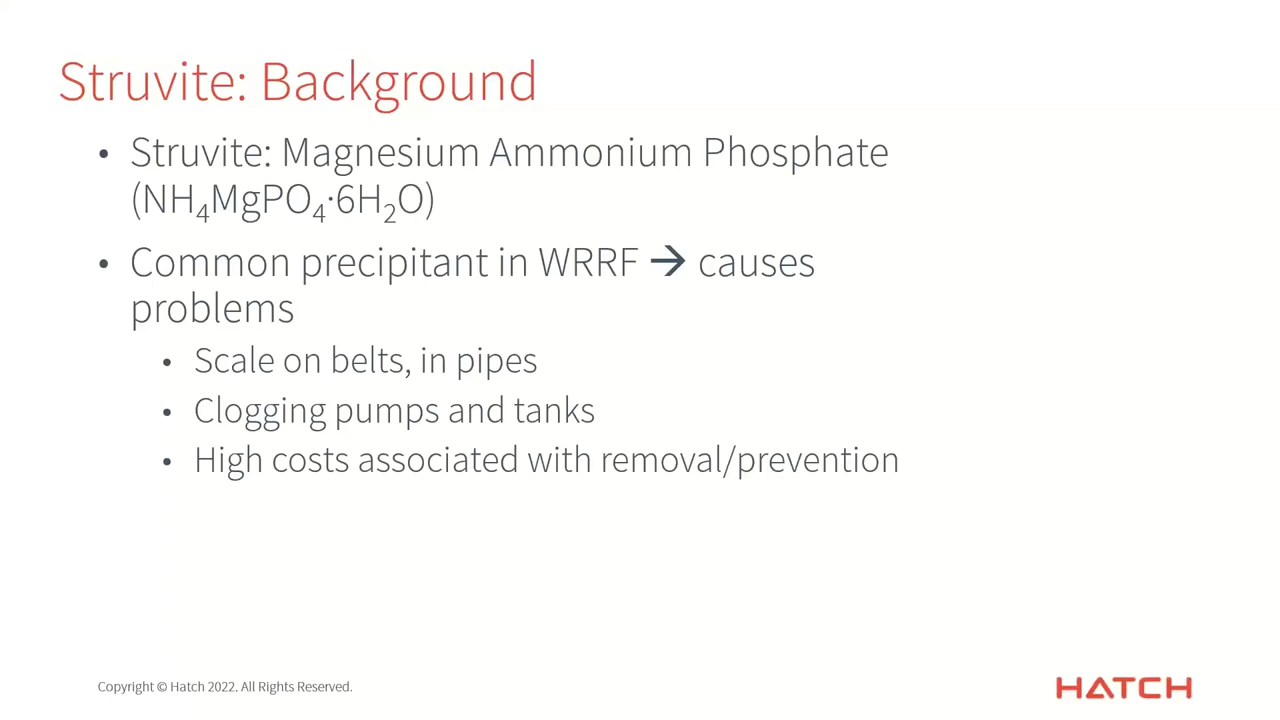 Struvite: Background
• Struvite: Magnesium Ammonium Phosphate
(NH₄MgPO₄·6H₂O)
• Common precipitant in WRRF → causes
problems
• Scale on belts, in pipes
• Clogging pumps and tanks
• High costs associated with removal/prevention
Copyright © Hatch 2022. All Rights Reserved.
HATCH